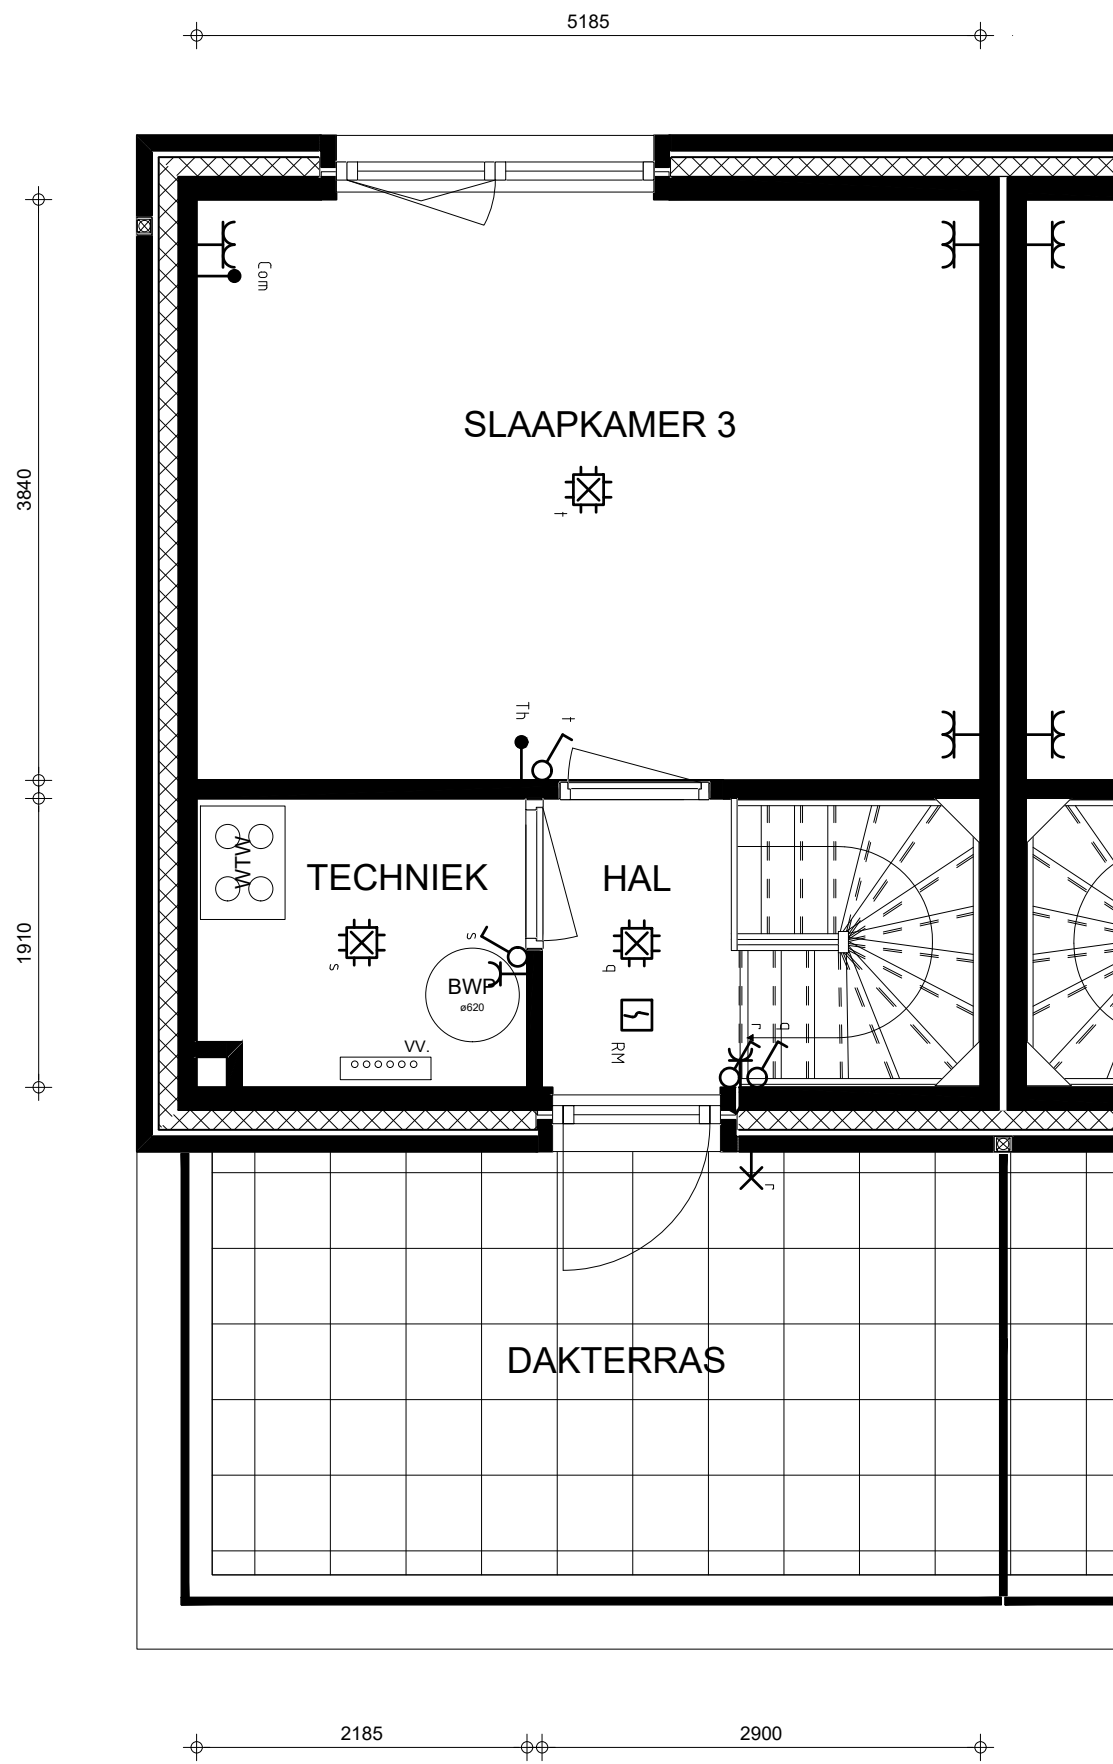 5185
Com
SLAAPKAMER 3
t
3840
Th
t
WTW
TECHNIEK
HAL
s
s
q
1910
BWP
ø620
RM
VV.
r
q
r
DAKTERRAS
2185
2900